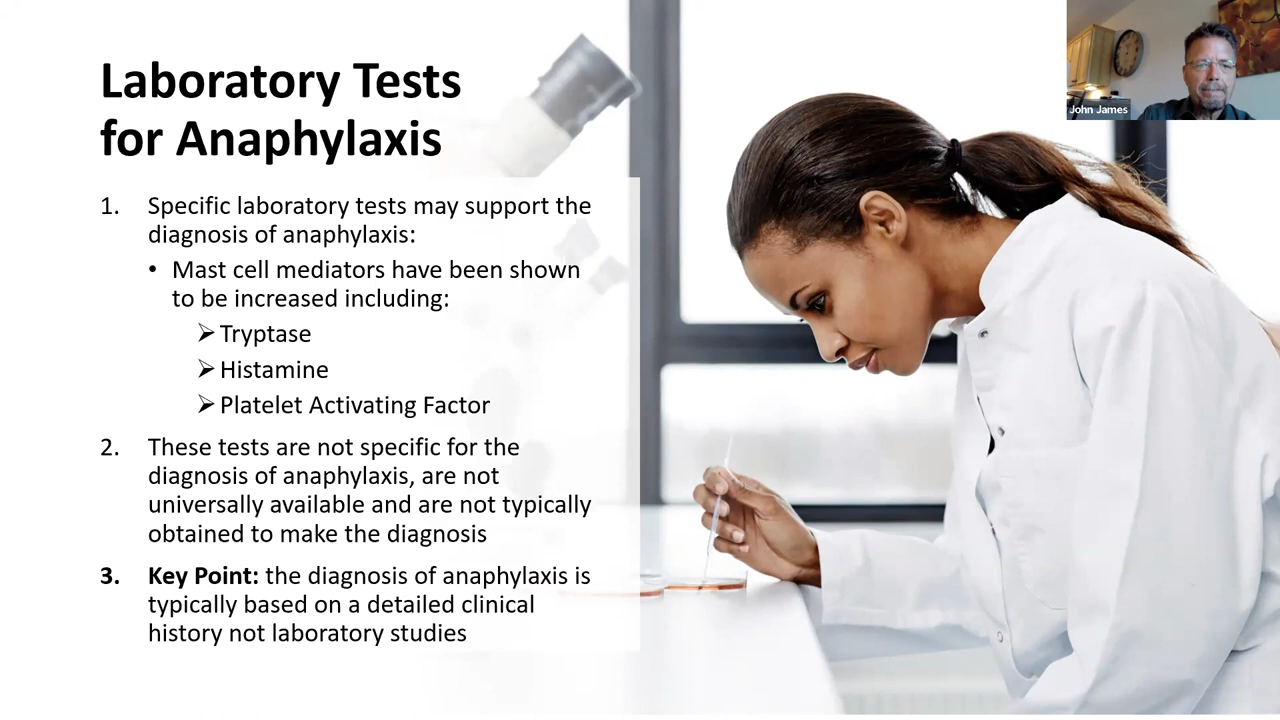 Laboratory Tests
for Anaphylaxis
John James
1. Specific laboratory tests may support the
diagnosis of anaphylaxis:
• Mast cell mediators have been shown
to be increased including:
➢ Tryptase
➢ Histamine
➢ Platelet Activating Factor
2. These tests are not specific for the
diagnosis of anaphylaxis, are not
universally available and are not typically
obtained to make the diagnosis
3. Key Point: the diagnosis of anaphylaxis is
typically based on a detailed clinical
history not laboratory studies